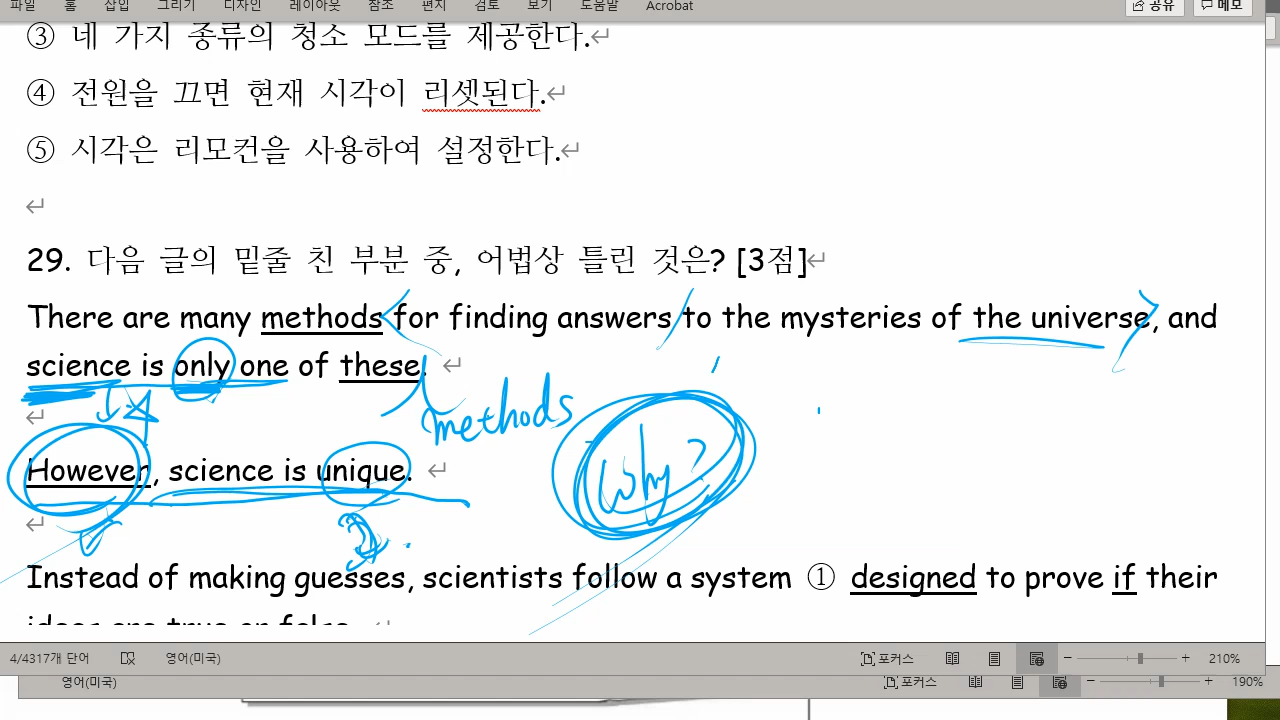 파일 홈 삽입 그리기 디자인 레이아웃 참조 편지 검토 보기 도움말 Acrobat 공유 메모
③ 네 가지 종류의 청소 모드를 제공한다.↵
④ 전원을 끄면 현재 시각이 리셋된다.↵
⑤ 시각은 리모컨을 사용하여 설정한다.↵
↵
29. 다음 글의 밑줄 친 부분 중, 어법상 틀린 것은? [3점]↵
There are many methods for finding answers to the mysteries of the universe, and
science is only one of these. ↵
methods
↵
Why?
However, science is unique. ↵
↵
Instead of making guesses, scientists follow a system ① designed to prove if their
ideas are true or false.
4/4317개 단어 영어(미국) 포커스 210%
영어(미국) 포커스 190%